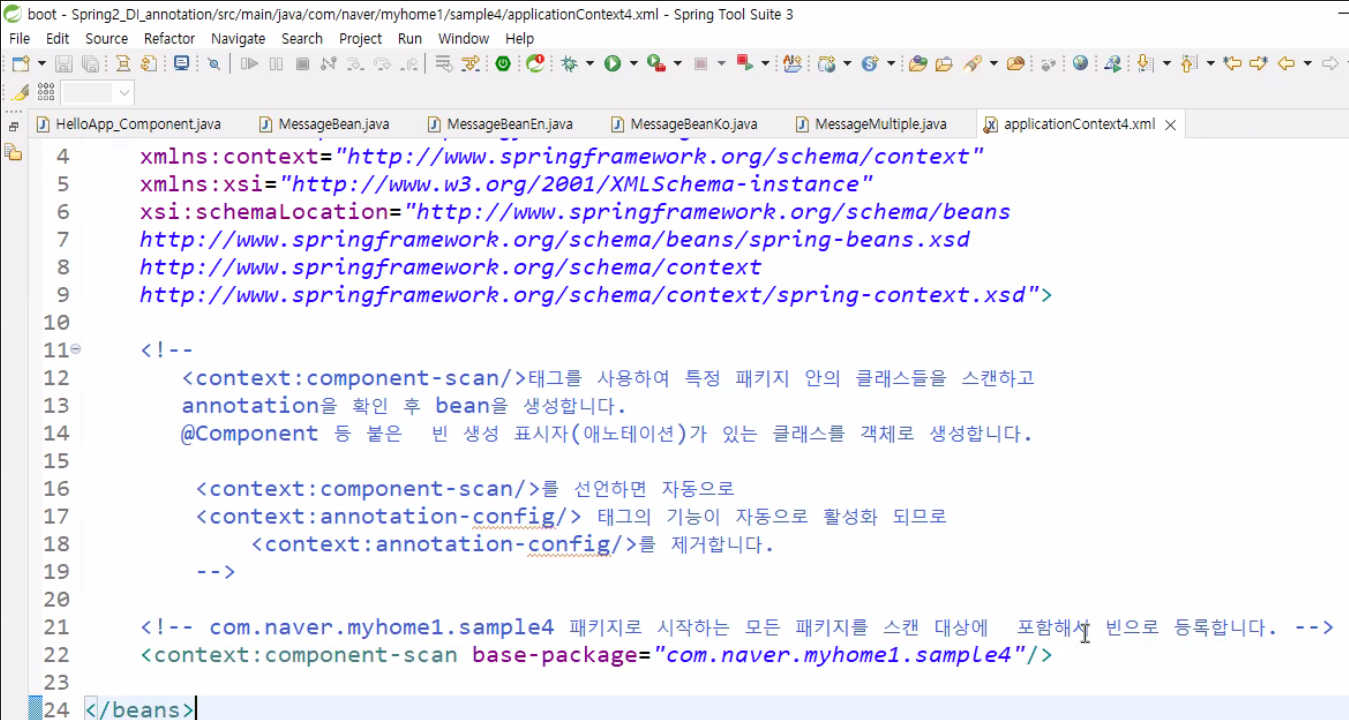 boot - Spring2_DI_annotation/src/main/java/com/naver/myhome1/sample4/applicationContext4.xml - Spring Tool Suite 3
File Edit Source Refactor Navigate Search Project Run Window Help
HelloApp_Component.java MessageBean.java MessageBeanEn.java MessageBeanKo.java MessageMultiple.java applicationContext4.xml
4 xmlns:context="http://www.springframework.org/schema/context"
5 xmlns:xsi="http://www.w3.org/2001/XMLSchema-instance"
6 xsi:schemaLocation="http://www.springframework.org/schema/beans
7 http://www.springframework.org/schema/beans/spring-beans.xsd
8 http://www.springframework.org/schema/context
9 http://www.springframework.org/schema/context/spring-context.xsd">
10
11 <!--
12 <context:component-scan/>태그를 사용하여 특정 패키지 안의 클래스들을 스캔하고
13 annotation을 확인 후 bean을 생성합니다.
14 @Component 등 붙은 빈 생성 표시자(애노테이션)가 있는 클래스를 객체로 생성합니다.
15
16 <context:component-scan/>를 선언하면 자동으로
17 <context:annotation-config/> 태그의 기능이 자동으로 활성화 되므로
18 <context:annotation-config/>를 제거합니다.
19 -->
20
21 <!-- com.naver.myhome1.sample4 패키지로 시작하는 모든 패키지를 스캔 대상에 포함해서 빈으로 등록합니다. -->
22 <context:component-scan base-package="com.naver.myhome1.sample4"/>
23
24 </beans>